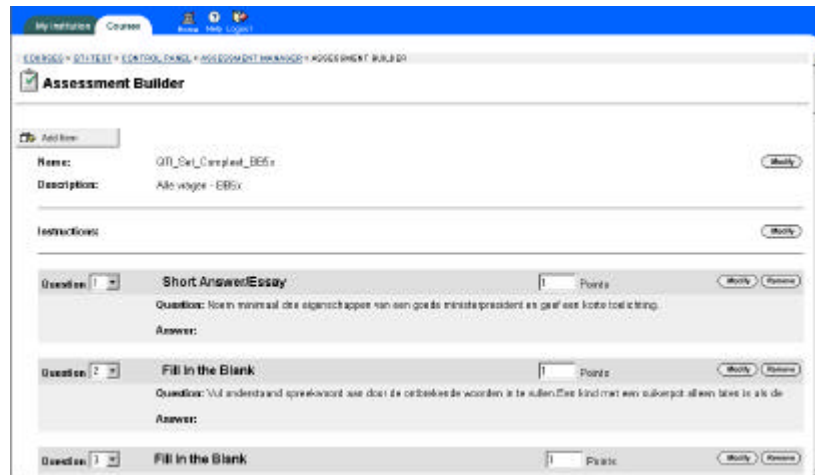 My Institution Courses
Home Help Logout
COURSES > QTI TEST > CONTROL PANEL > ASSESSMENT MANAGER > ASSESSMENT BUILDER
Assessment Builder
Add Item
Name: QTI_Set_Compleet_BB5x Modify
Description: Alle vragen - BB5x
Instructions: Modify
Question 1 Short Answer/Essay 1 Points Modify Remove
Question: Noem minimaal drie eigenschappen van een goede ministerpresident en geef een korte toelichting.
Answer:
Question 2 Fill in the Blank 1 Points Modify Remove
Question: Vul onderstaand spreekwoord aan door de ontbrekende woorden in te vullen. Een kind met een suikerpot alleen laten is als de
Answer:
Question 3 Fill in the Blank 1 Points Modify Remove